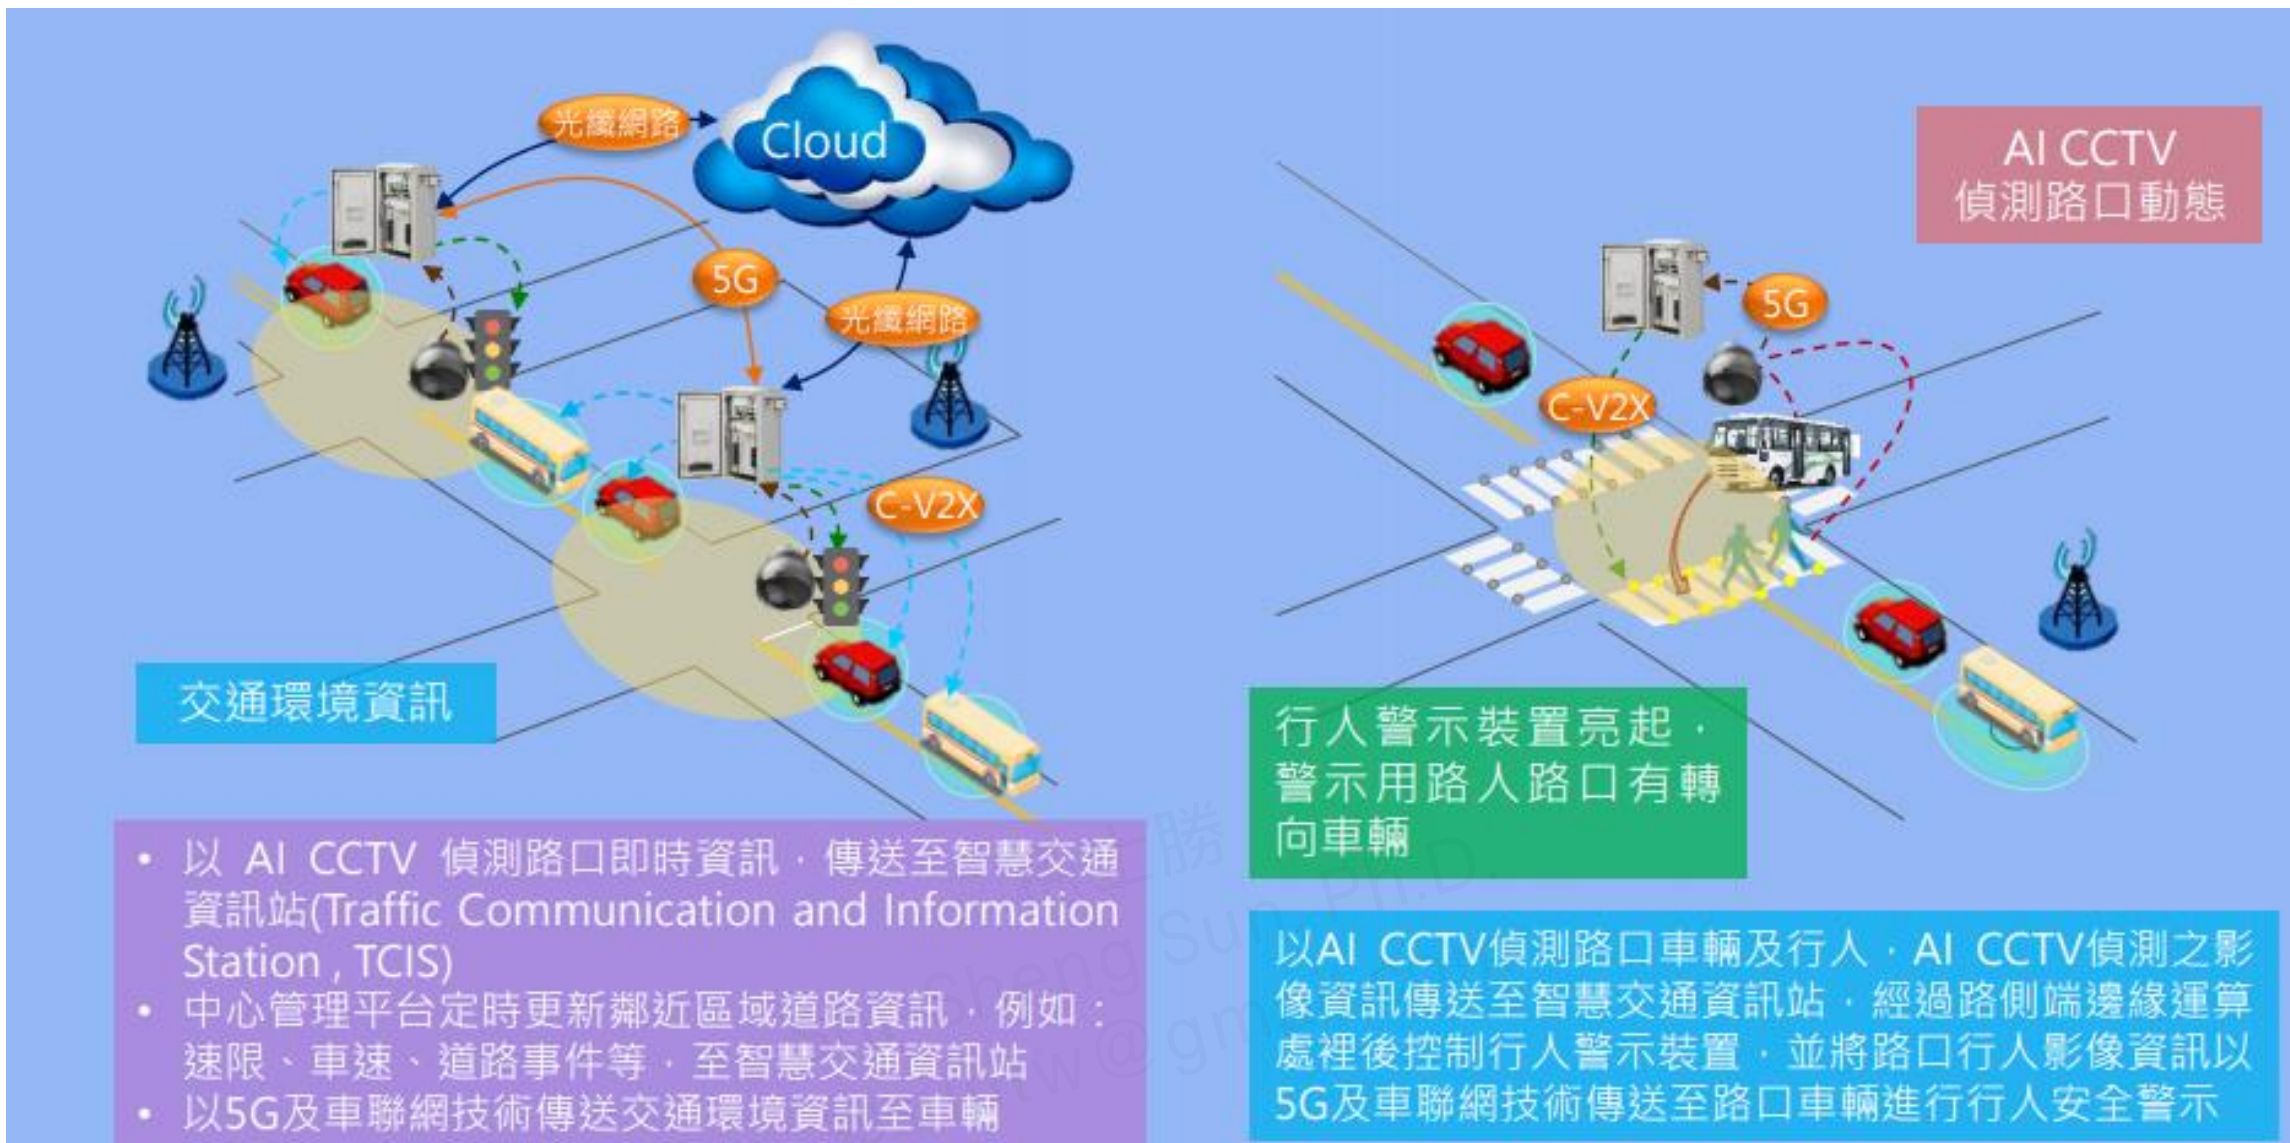 光纖網路
Cloud
5G
光纖網路
C-V2X
交通環境資訊
• 以 AI CCTV 偵測路口即時資訊，傳送至智慧交通
資訊站(Traffic Communication and Information
Station , TCIS)
• 中心管理平台定時更新鄰近區域道路資訊，例如：
速限、車速、道路事件等，至智慧交通資訊站
• 以5G及車聯網技術傳送交通環境資訊至車輛
AI CCTV
偵測路口動態
5G
C-V2X
行人警示裝置亮起，
警示用路人路口有轉
向車輛
以AI CCTV偵測路口車輛及行人，AI CCTV偵測之影
像資訊傳送至智慧交通資訊站，經過路側端邊緣運算
處裡後控制行人警示裝置，並將路口行人影像資訊以
5G及車聯網技術傳送至路口車輛進行行人安全警示